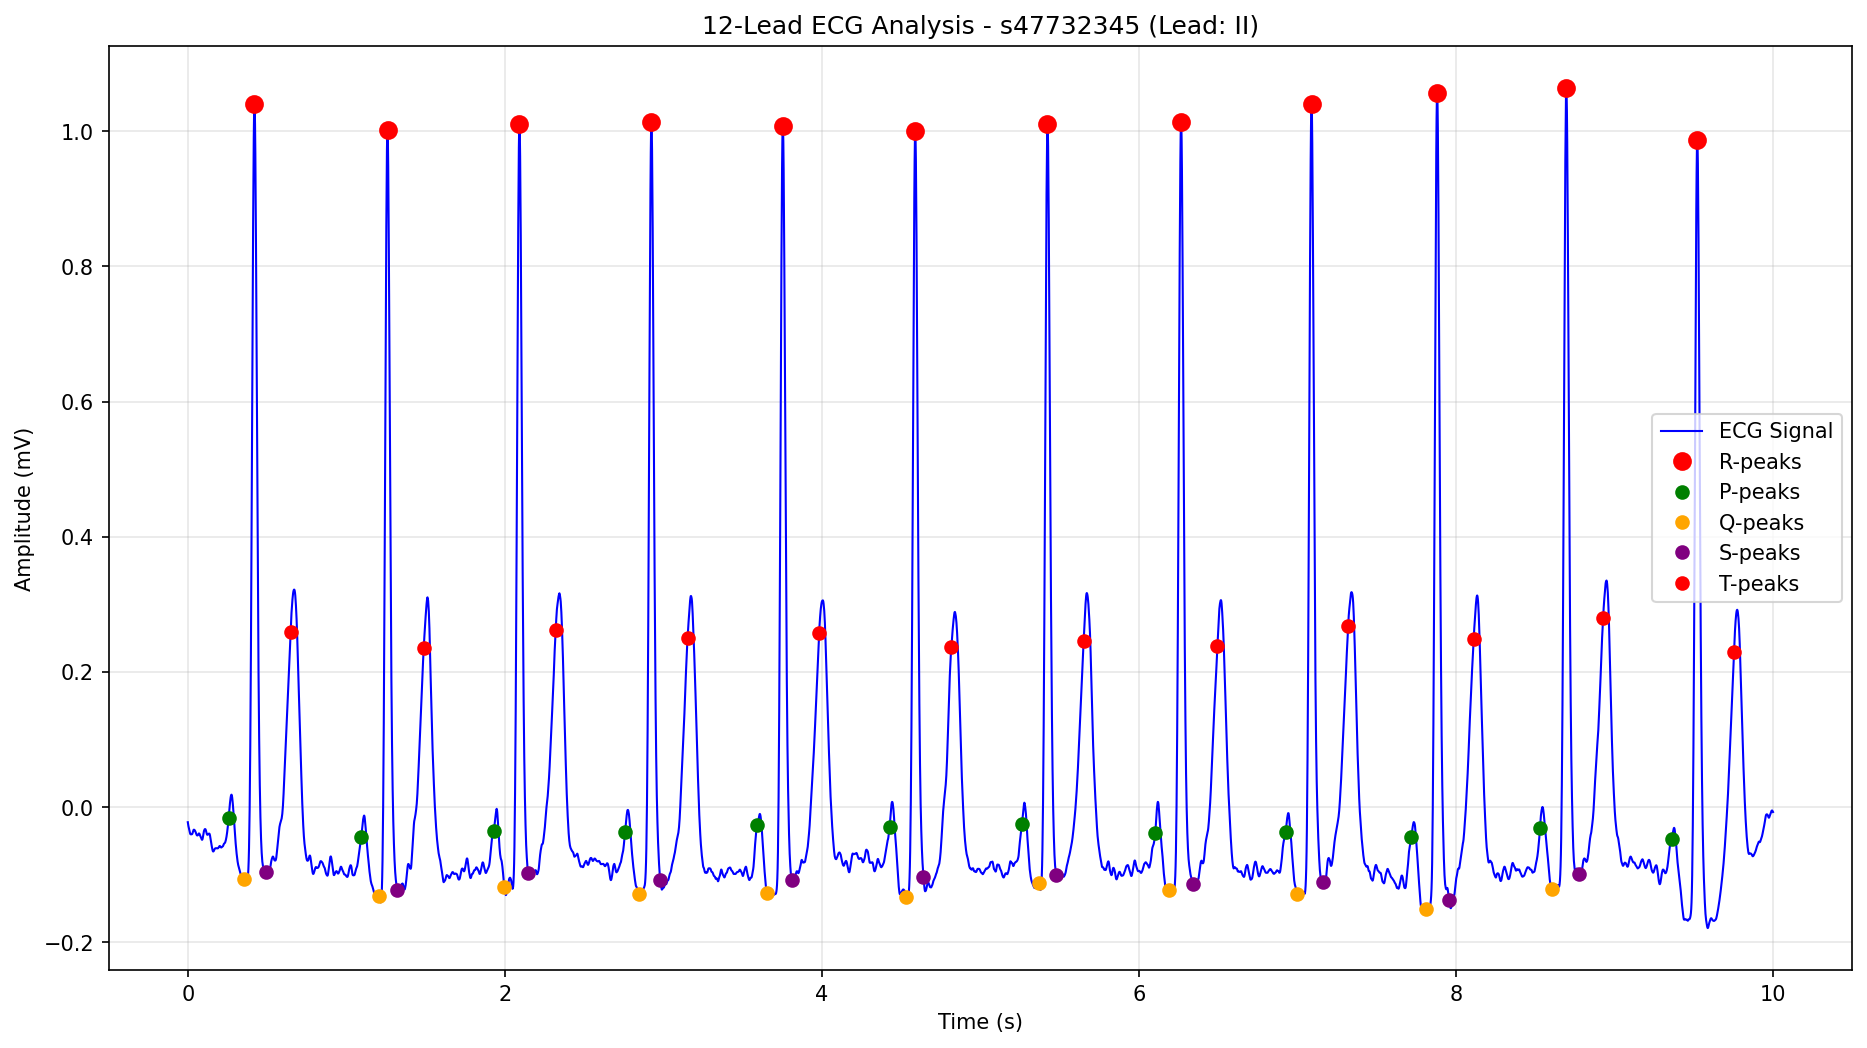 12-Lead ECG Analysis - s47732345 (Lead: II)
Amplitude (mV)
1.0
0.8
0.6
0.4
0.2
0.0
−0.2
ECG Signal
R-peaks
P-peaks
Q-peaks
S-peaks
T-peaks
0 2 4 6 8 10
Time (s)